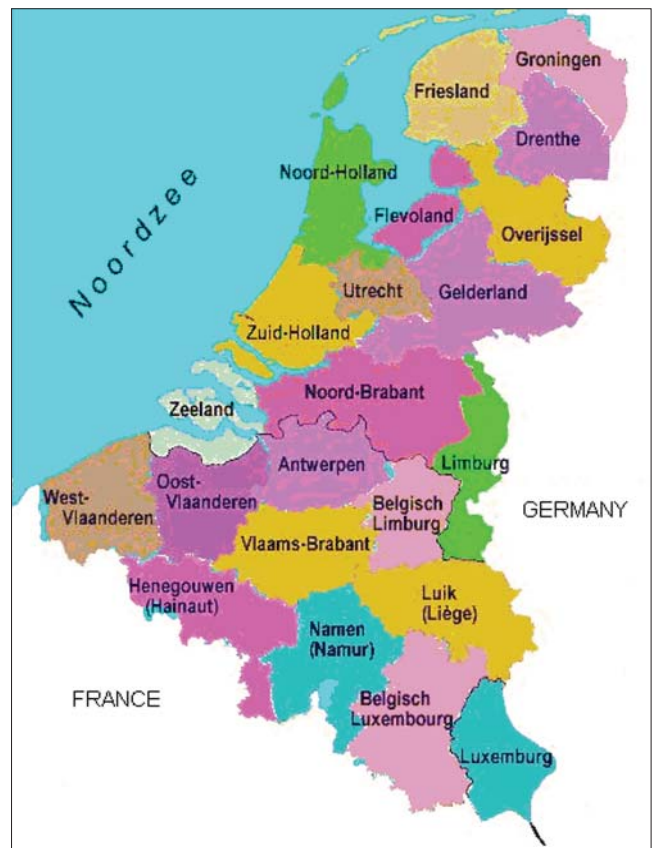 Groningen
Friesland
Drenthe
Noord-Holland
Flevoland
Overijssel
Noordzee
Utrecht
Gelderland
Zuid-Holland
Noord-Brabant
Zeeland
Limburg
Antwerpen
Oost-
Vlaanderen
West-
Vlaanderen
Belgisch
Limburg
GERMANY
Vlaams-Brabant
Henegouwen
(Hainaut)
Luik
(Liège)
Namen
(Namur)
FRANCE
Belgisch
Luxembourg
Luxemburg